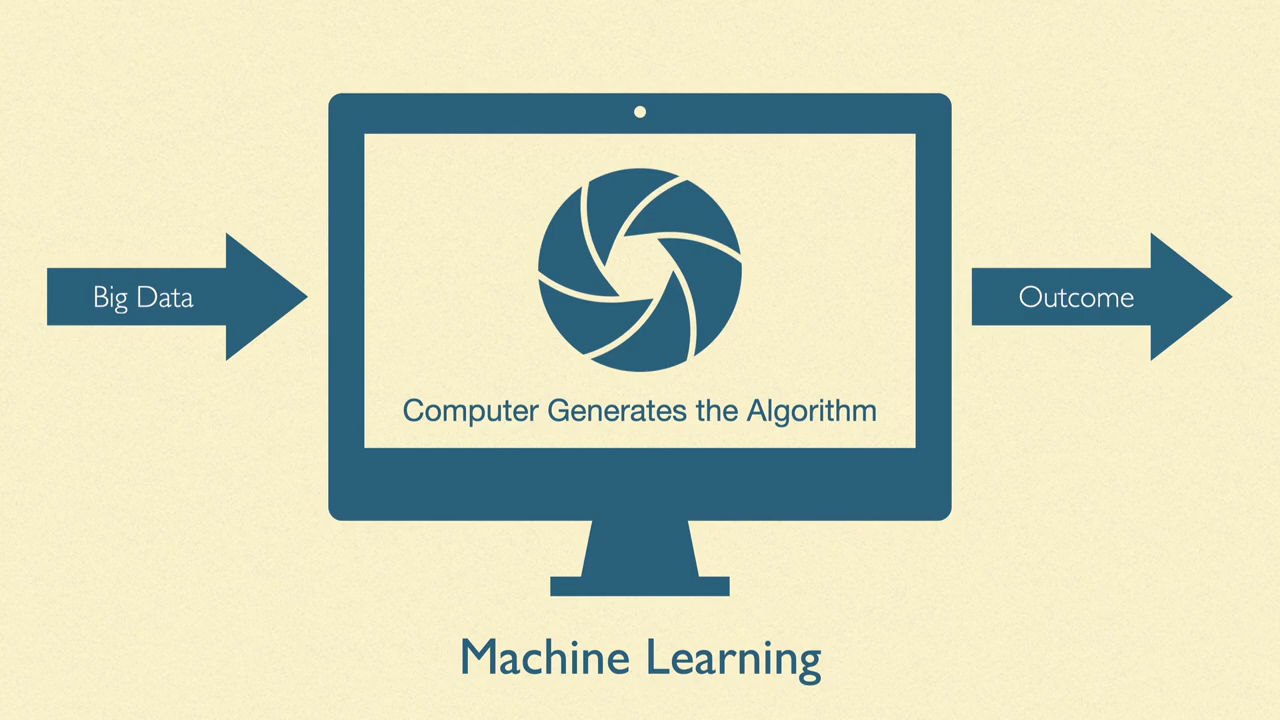 Big Data
Computer Generates the Algorithm
Outcome
Machine Learning